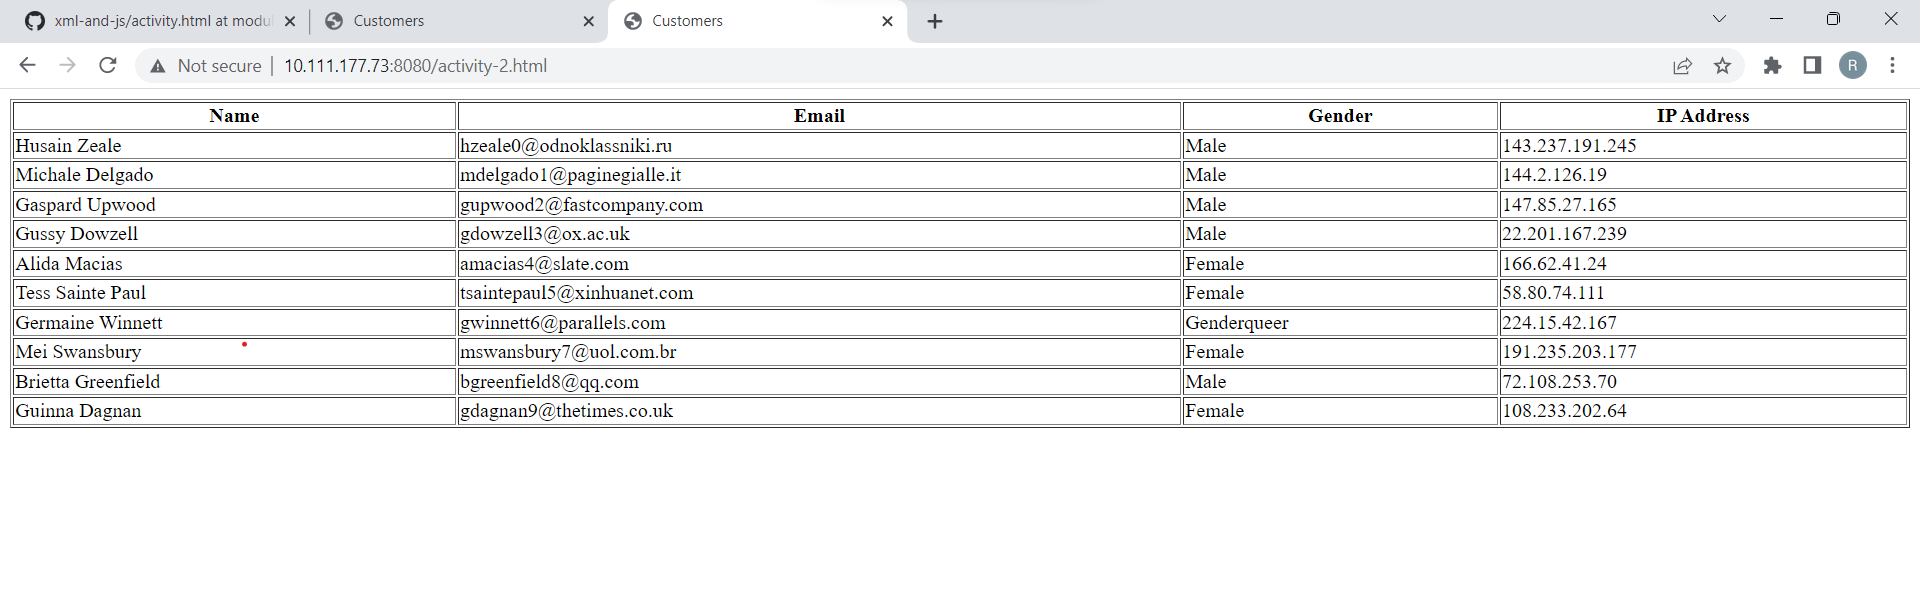 xml-and-js/activity.html at modu
Customers
Customers
Not secure | 10.111.177.73:8080/activity-2.html
R
Name Email Gender IP Address
Husain Zeale hzeale0@odnoklassniki.ru Male 143.237.191.245
Michale Delgado mdelgado1@paginegialle.it Male 144.2.126.19
Gaspard Upwood gupwood2@fastcompany.com Male 147.85.27.165
Gussy Dowzell gdowzell3@ox.ac.uk Male 22.201.167.239
Alida Macias amacias4@slate.com Female 166.62.41.24
Tess Sainte Paul tsaintepaul5@xinhuanet.com Female 58.80.74.111
Germaine Winnett gwinnett6@parallels.com Genderqueer 224.15.42.167
Mei Swansbury mswansbury7@uol.com.br Female 191.235.203.177
Brietta Greenfield bgreenfield8@qq.com Male 72.108.253.70
Guinna Dagnan gdagnan9@thetimes.co.uk Female 108.233.202.64